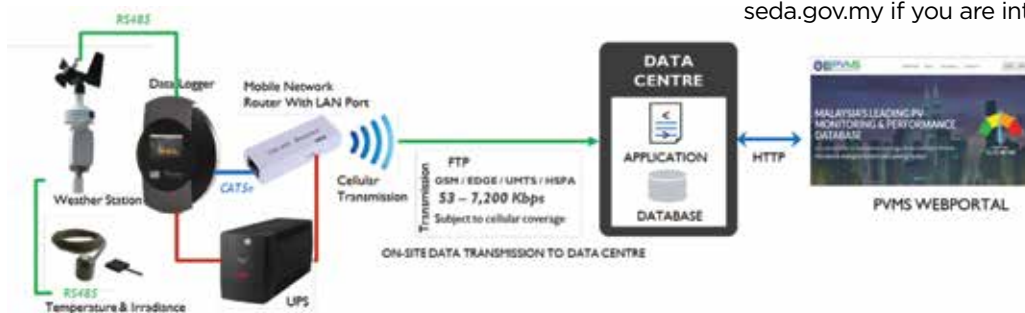 seda.gov.my if you are int
RS485
Data Logger
Mobile Network
Router With LAN Port
CAT5e
Weather Station
RS485
Temperature & Irradiance
UPS
Cellular
Transmission
Transmission
FTP
GSM / EDGE / UMTS / HSPA
53 – 7,200 Kbps
Subject to cellular coverage
ON-SITE DATA TRANSMISSION TO DATA CENTRE
DATA
CENTRE
APPLICATION
DATABASE
HTTP
PVMS
MALAYSIA'S LEADING PV
MONITORING & PERFORMANCE
DATABASE
PVMS WEBPORTAL